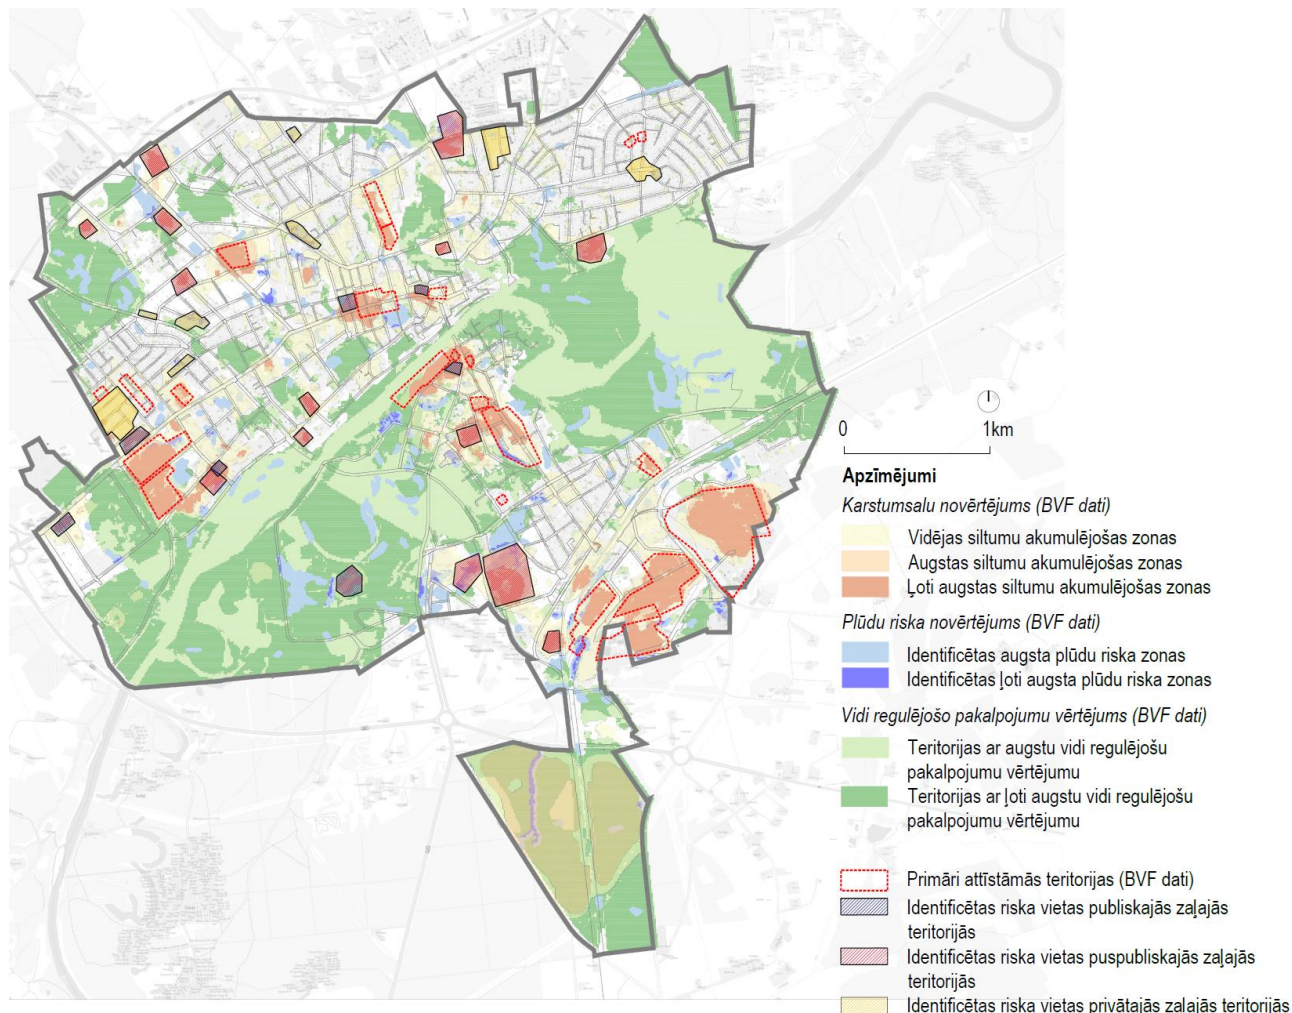 0
1km
Apzīmējumi
Karstumsalu novērtējums (BVF dati)
Vidējas siltumu akumulējošas zonas
Augstas siltumu akumulējošas zonas
Ļoti augstas siltumu akumulējošas zonas
Plūdu riska novērtējums (BVF dati)
Identificētas augsta plūdu riska zonas
Identificētas ļoti augsta plūdu riska zonas
Vidi regulējošo pakalpojumu vērtējums (BVF dati)
Teritorijas ar augstu vidi regulējošu
pakalpojumu vērtējumu
Teritorijas ar ļoti augstu vidi regulējošu
pakalpojumu vērtējumu
Primāri attīstāmās teritorijas (BVF dati)
Identificētas riska vietas publiskajās zaļajās
teritorijās
Identificētas riska vietas puspubliskajās zaļajās
teritorijās
Identificētas riska vietas privātajās zaļajās teritorijās